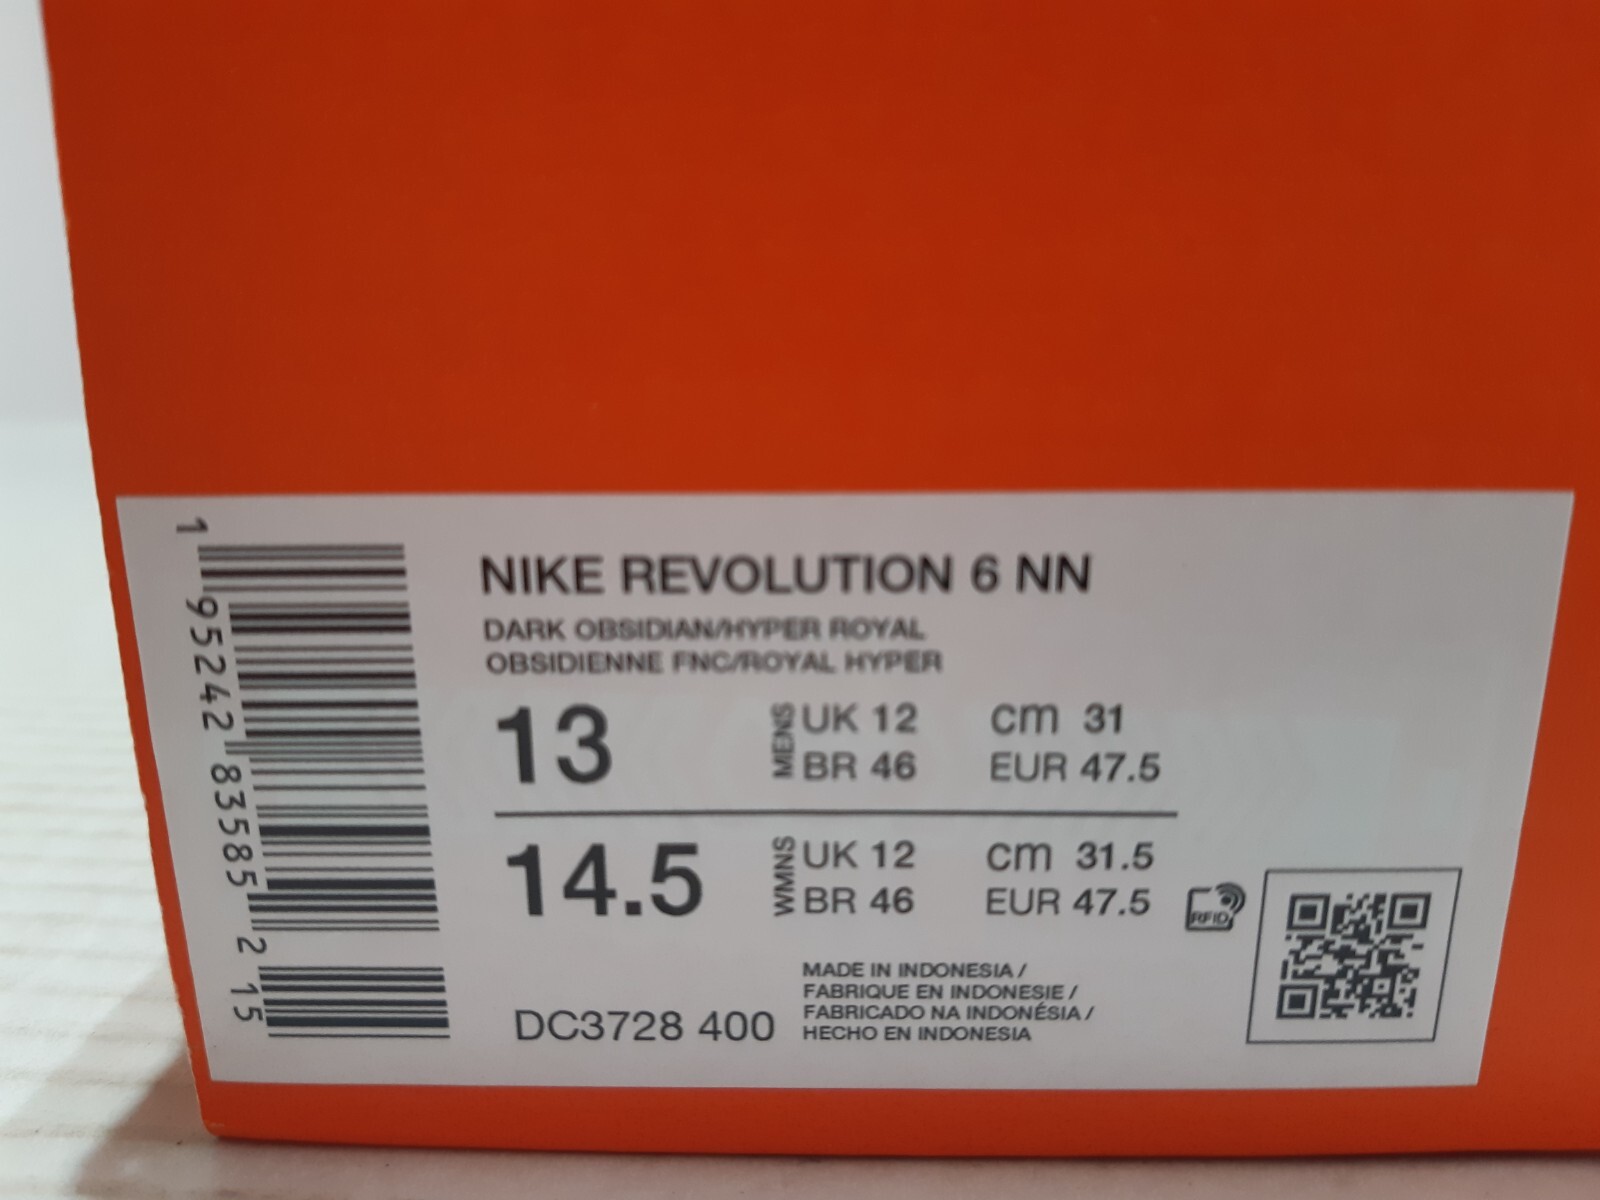 1 95242 83585 2 15
NIKE REVOLUTION 6 NN
DARK OBSIDIAN/HYPER ROYAL
OBSIDIENNE FNC/ROYAL HYPER
13 MENS UK 12 cm 31
BR 46 EUR 47.5
14.5 WMNS UK 12 cm 31.5
BR 46 EUR 47.5
RFID
DC3728 400
MADE IN INDONESIA /
FABRIQUE EN INDONESIE /
FABRICADO NA INDONÉSIA /
HECHO EN INDONESIA